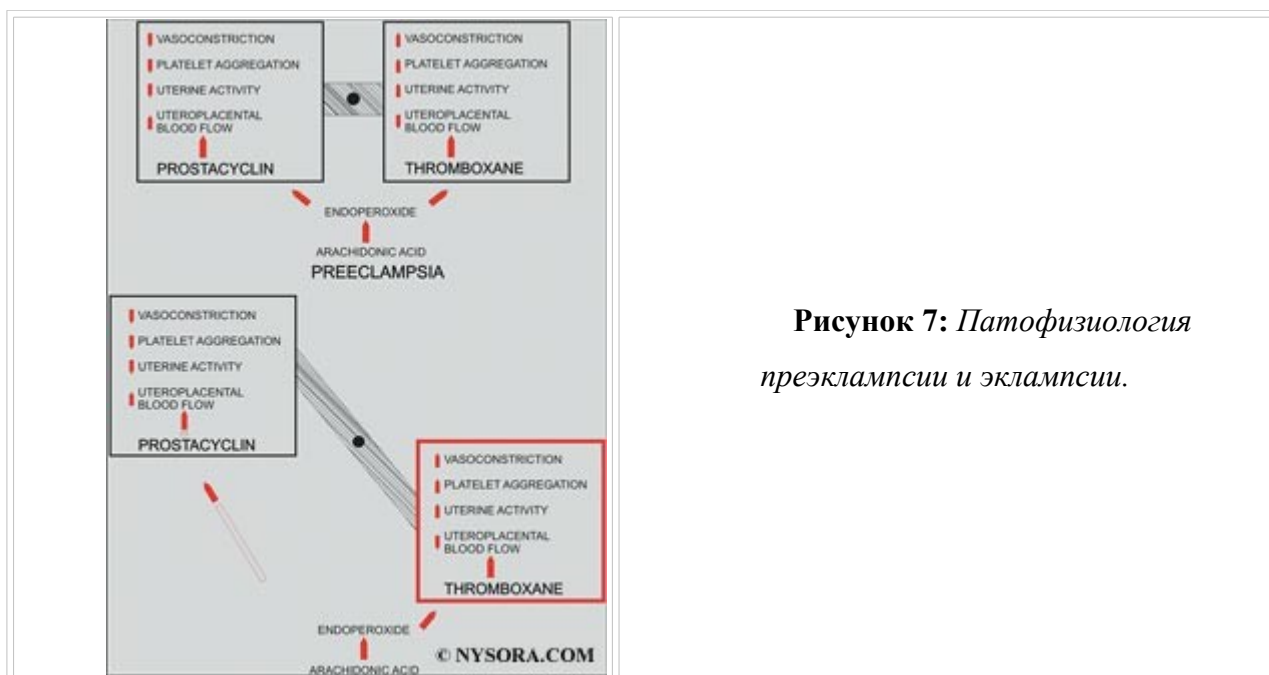 VASOCONSTRICTION
PLATELET AGGREGATION
UTERINE ACTIVITY
UTEROPLACENTAL
BLOOD FLOW
PROSTACYCLIN
VASOCONSTRICTION
PLATELET AGGREGATION
UTERINE ACTIVITY
UTEROPLACENTAL
BLOOD FLOW
THROMBOXANE
ENDOPEROXIDE
ARACHIDONIC ACID
PREECLAMPSIA
VASOCONSTRICTION
PLATELET AGGREGATION
UTERINE ACTIVITY
UTEROPLACENTAL
BLOOD FLOW
PROSTACYCLIN
VASOCONSTRICTION
PLATELET AGGREGATION
UTERINE ACTIVITY
UTEROPLACENTAL
BLOOD FLOW
THROMBOXANE
ENDOPEROXIDE
ARACHIDONIC ACID
© NYSORA.COM
Рисунок 7: Патофизиология
преэклампсии и эклампсии.